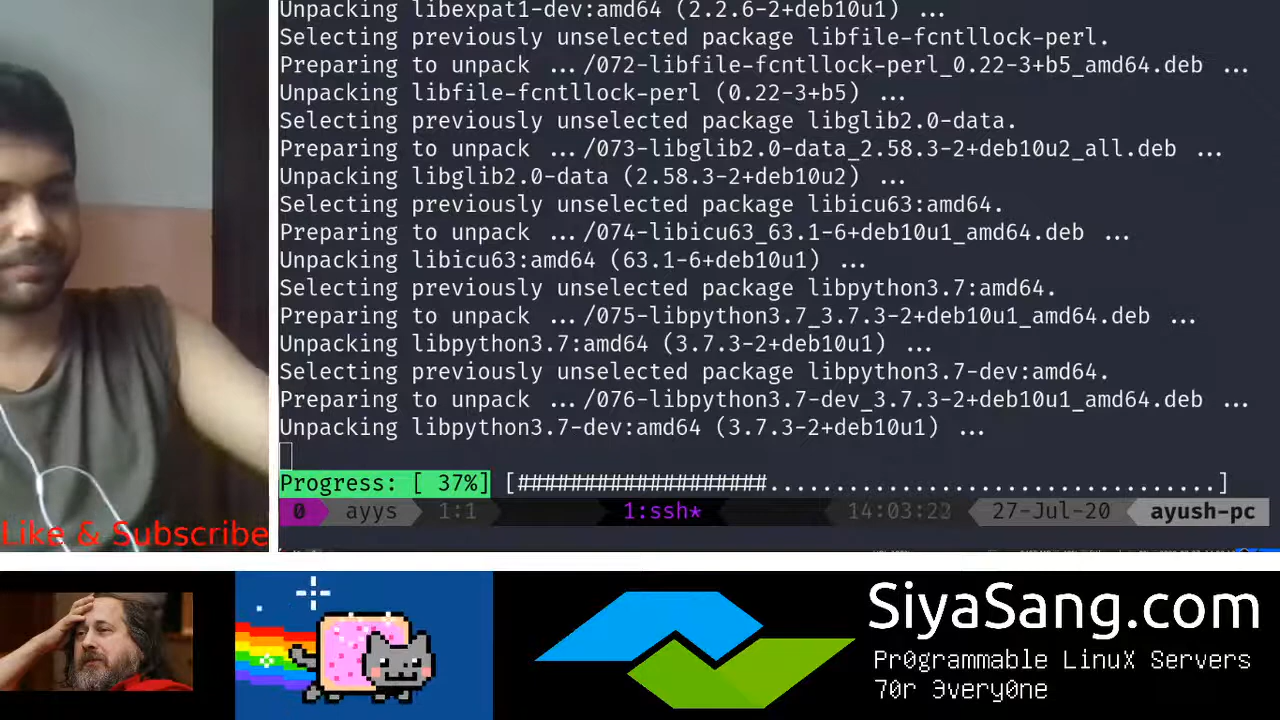 Unpacking libexpat1-dev:amd64 (2.2.6-2+deb10u1) ...
Selecting previously unselected package libfile-fcntllock-perl.
Preparing to unpack .../072-libfile-fcntllock-perl_0.22-3+b5_amd64.deb ...
Unpacking libfile-fcntllock-perl (0.22-3+b5) ...
Selecting previously unselected package libglib2.0-data.
Preparing to unpack .../073-libglib2.0-data_2.58.3-2+deb10u2_all.deb ...
Unpacking libglib2.0-data (2.58.3-2+deb10u2) ...
Selecting previously unselected package libicu63:amd64.
Preparing to unpack .../074-libicu63_63.1-6+deb10u1_amd64.deb ...
Unpacking libicu63:amd64 (63.1-6+deb10u1) ...
Selecting previously unselected package libpython3.7:amd64.
Preparing to unpack .../075-libpython3.7_3.7.3-2+deb10u1_amd64.deb ...
Unpacking libpython3.7:amd64 (3.7.3-2+deb10u1) ...
Selecting previously unselected package libpython3.7-dev:amd64.
Preparing to unpack .../076-libpython3.7-dev_3.7.3-2+deb10u1_amd64.deb ...
Unpacking libpython3.7-dev:amd64 (3.7.3-2+deb10u1) ...
Progress: [ 37%] [###################..................................]
0 ayys 1:1 1:ssh* 27-Jul-20 ayush-pc
Like & Subscribe
SiyaSang.com
Pr0grammable LinuX Servers
70r 3very0ne